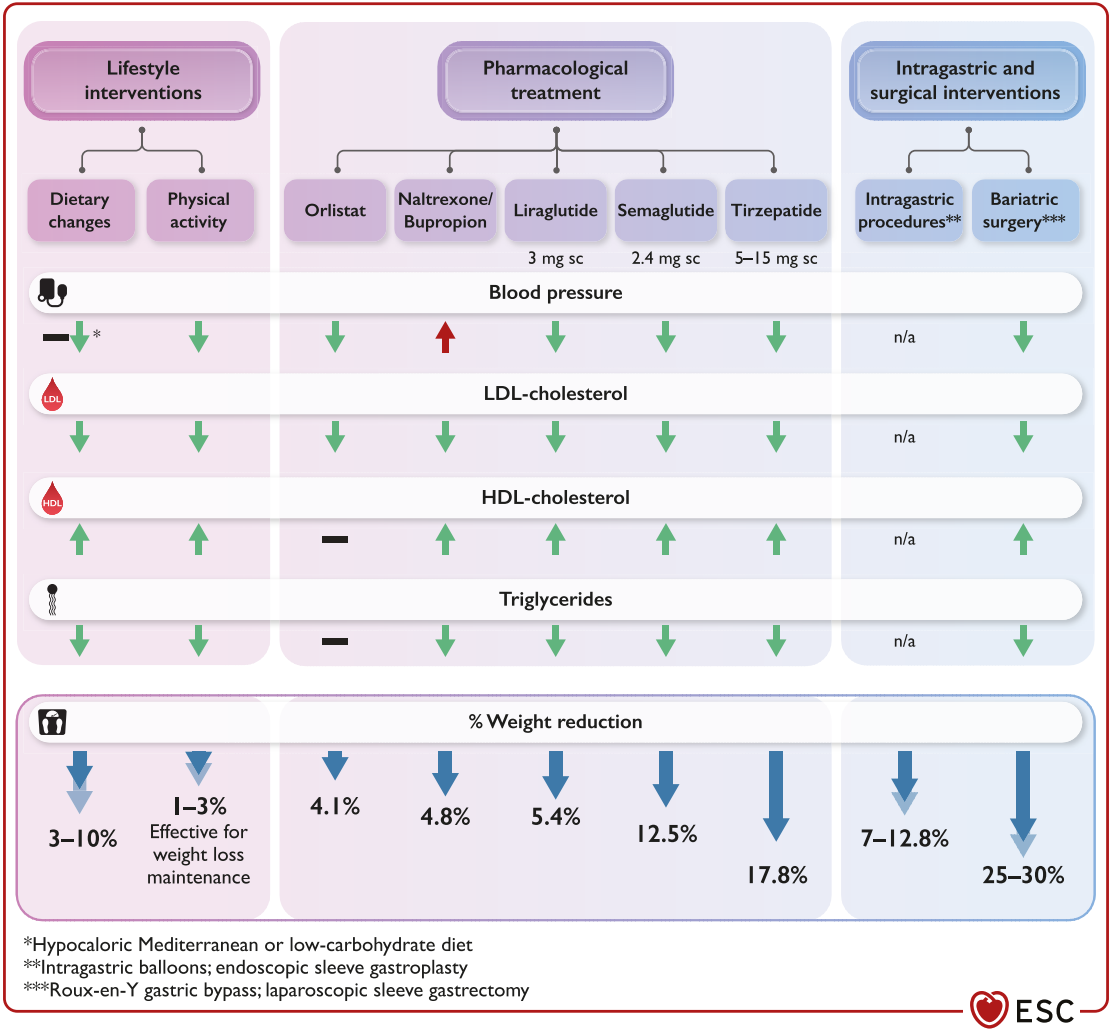 Lifestyle
interventions
Pharmacological
treatment
Intragastric and
surgical interventions
Dietary
changes
Physical
activity
Orlistat
Naltrexone/
Bupropion
Liraglutide
Semaglutide
Tirzepatide
Intragastric
procedures**
Bariatric
surgery***
3 mg sc
2.4 mg sc
5–15 mg sc
Blood pressure
*
n/a
LDL
LDL-cholesterol
n/a
HDL
HDL-cholesterol
n/a
Triglycerides
n/a
% Weight reduction
3–10%
1–3%
Effective for
weight loss
maintenance
4.1%
4.8%
5.4%
12.5%
17.8%
7–12.8%
25–30%
*Hypocaloric Mediterranean or low-carbohydrate diet
**Intragastric balloons; endoscopic sleeve gastroplasty
***Roux-en-Y gastric bypass; laparoscopic sleeve gastrectomy
ESC